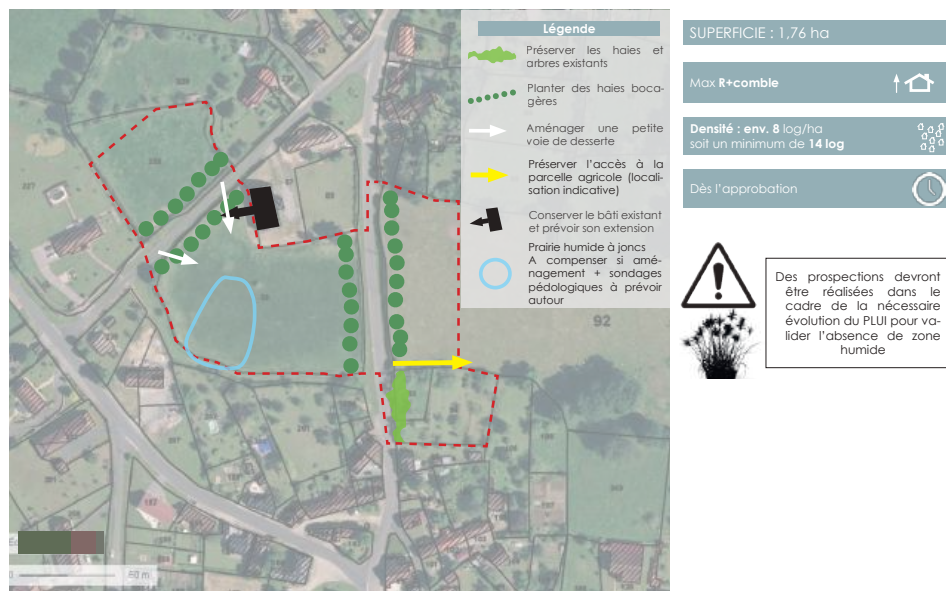 Légende
Préserver les haies et
arbres existants
Planter des haies boca-
gères
Aménager une petite
voie de desserte
Préserver l'accès à la
parcelle agricole (locali-
sation indicative)
Conserver le bâti existant
et prévoir son extension
Prairie humide à joncs
A compenser si amé-
nagement + sondages
pédologiques à prévoir
autour
SUPERFICIE : 1,76 ha
Max R+comble
Densité : env. 8 log/ha
soit un minimum de 14 log
Dès l'approbation
Des prospections devront
être réalisées dans le
cadre de la nécessaire
évolution du PLUI pour va-
lider l'absence de zone
humide
92
60 m